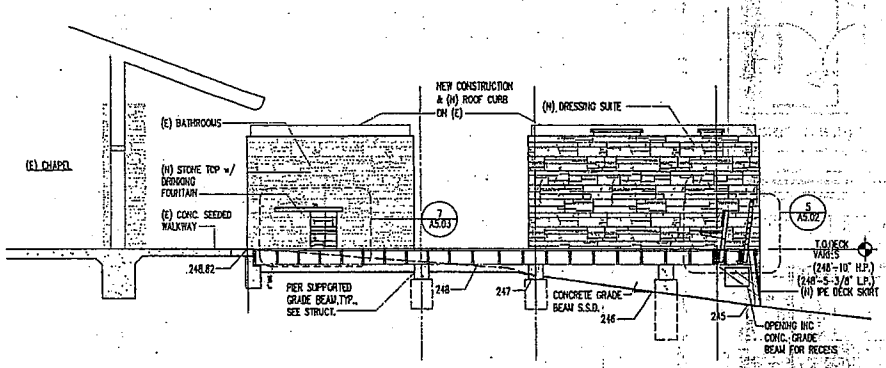 NEW CONSTRUCTION
& (N) ROOF CURB
ON (E)
(N) DRESSING SUITE
(E) BATHROOMS
(E) CHAPEL
(N) STONE TOP w/
DRINKING
FOUNTAIN
(E) CONC. SEEDED
WALKWAY
7
A5.03
5
A5.02
T.O.DECK
VARIES
(248'-10" H.P.)
(248'-5-3/8" L.P.)
(N) IPE DECK SKIRT
248.82
PIER SUPPORTED
GRADE BEAM,TYP.,
SEE STRUCT.
248
247
CONCRETE GRADE
BEAM S.S.D.
246
245
OPENING INC
CONC. GRADE
BEAM FOR RECESS